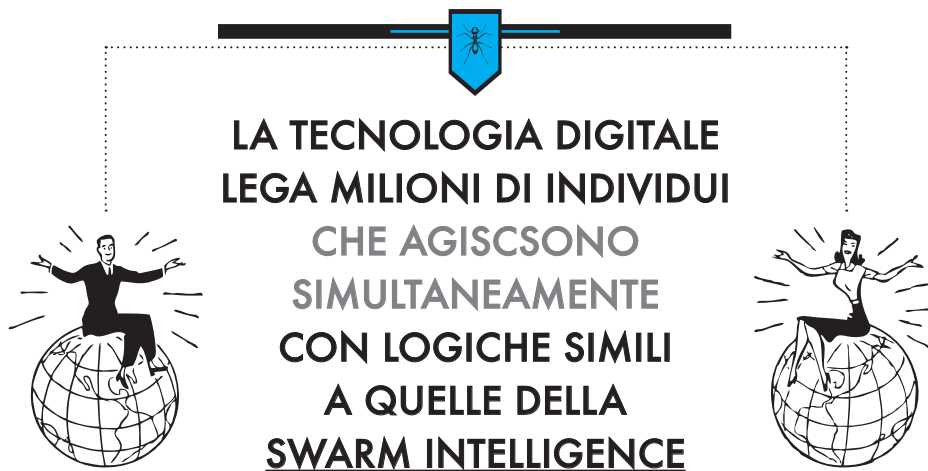 LA TECNOLOGIA DIGITALE
LEGA MILIONI DI INDIVIDUI
CHE AGISCSONO
SIMULTANEAMENTE
CON LOGICHE SIMILI
A QUELLE DELLA
SWARM INTELLIGENCE